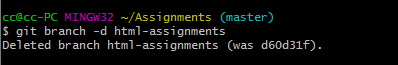 cc@cc-PC MINGW32 ~/Assignments (master)
$ git branch -d html-assignments
Deleted branch html-assignments (was d60d31f).